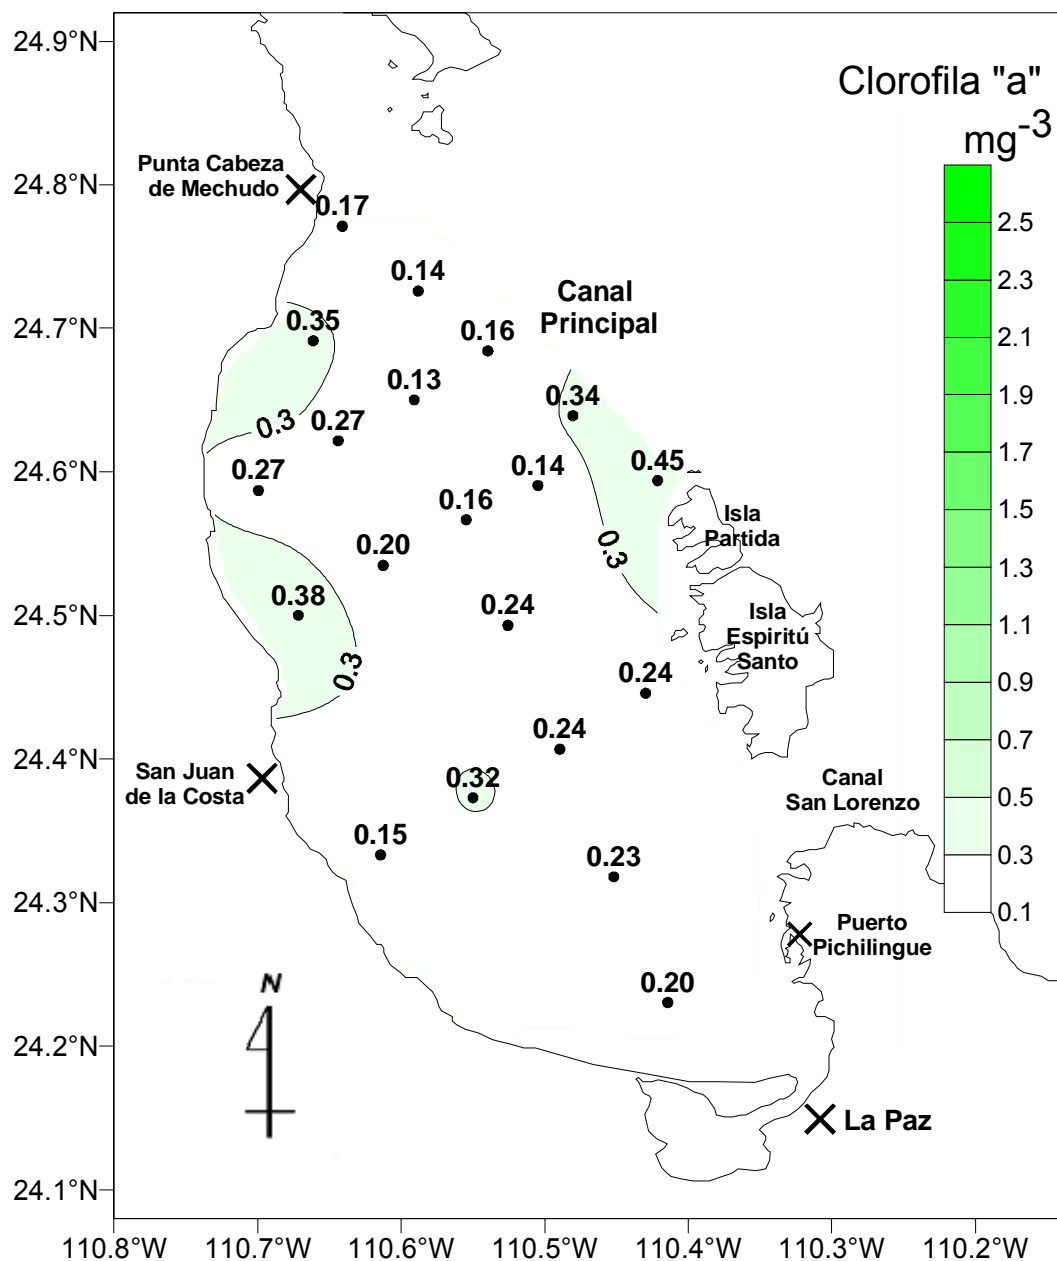 24.9°N
Clorofila "a"
mg-3
Punta Cabeza
de Mechudo
24.8°N
0.17
2.5
0.14
2.3
Canal
Principal
24.7°N
0.35
0.16
2.1
0.13
1.9
0.34
0.3
0.27
1.7
24.6°N
0.27
0.14
0.45
0.16
1.5
Isla
Partida
0.20
0.3
1.3
24.5°N
0.38
0.24
Isla
Espiritú
Santo
1.1
0.3
0.24
0.9
24.4°N
0.24
0.7
San Juan
de la Costa
0.32
Canal
San Lorenzo
0.5
0.15
0.23
0.3
24.3°N
0.1
Puerto
Pichilingue
N
0.20
24.2°N
La Paz
24.1°N
110.8°W 110.7°W 110.6°W 110.5°W 110.4°W 110.3°W 110.2°W